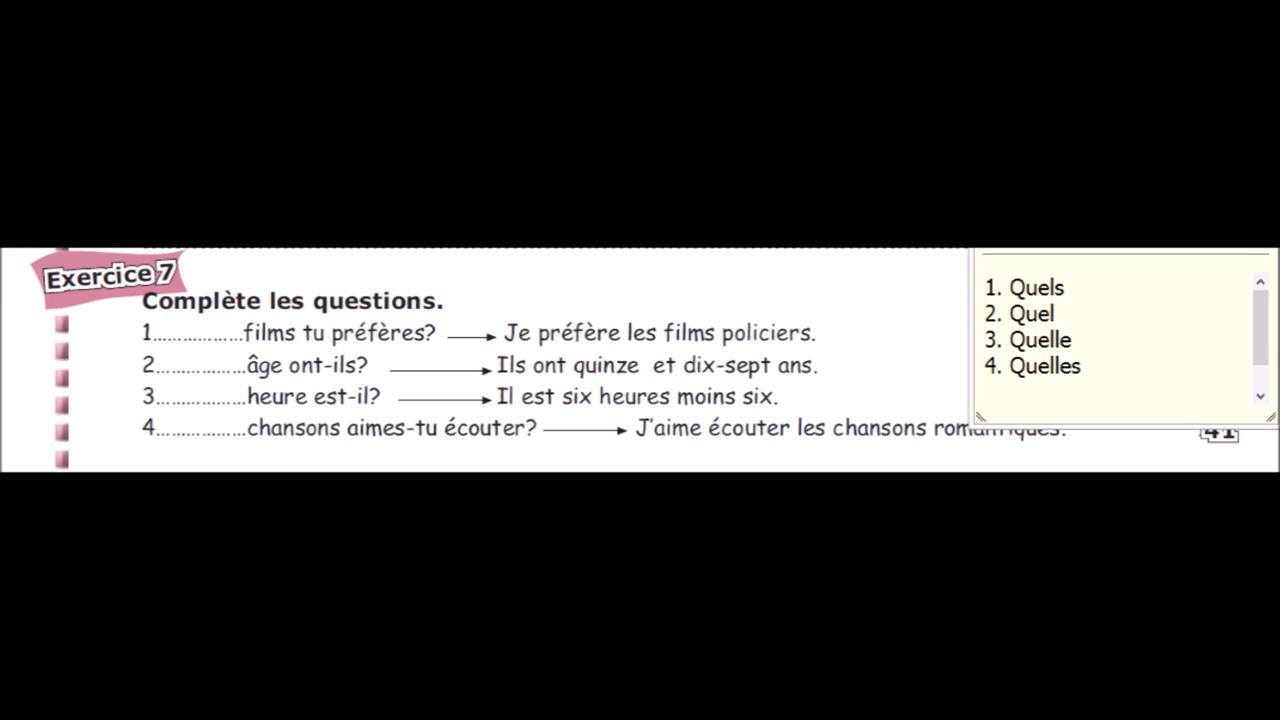 Exercice 7
Complète les questions.
1.................films tu préfères? Je préfère les films policiers.
2.................âge ont-ils? Ils ont quinze et dix-sept ans.
3.................heure est-il? Il est six heures moins six.
4.................chansons aimes-tu écouter? J'aime écouter les chansons romantiques.
41
1. Quels
2. Quel
3. Quelle
4. Quelles